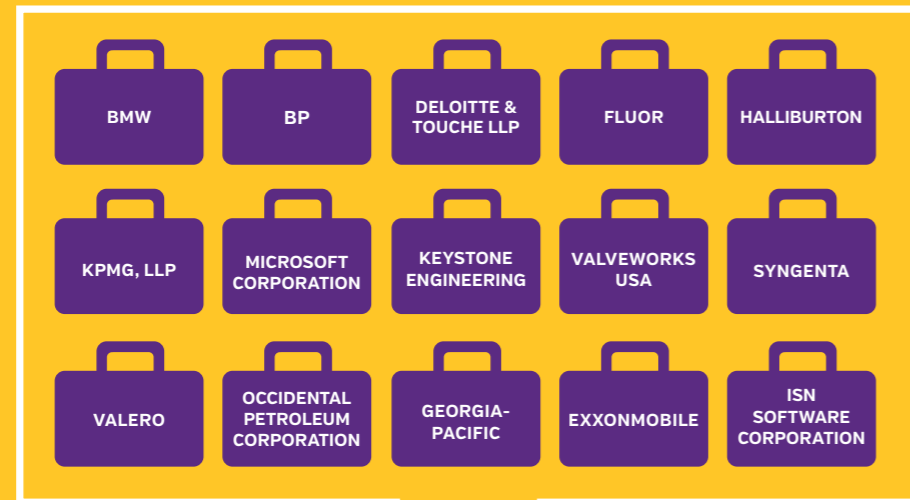 BMW
BP
DELOITTE &
TOUCHE LLP
FLUOR
HALLIBURTON
KPMG, LLP
MICROSOFT
CORPORATION
KEYSTONE
ENGINEERING
VALVEWORKS
USA
SYNGENTA
VALERO
OCCIDENTAL
PETROLEUM
CORPORATION
GEORGIA-
PACIFIC
EXXONMOBILE
ISN
SOFTWARE
CORPORATION